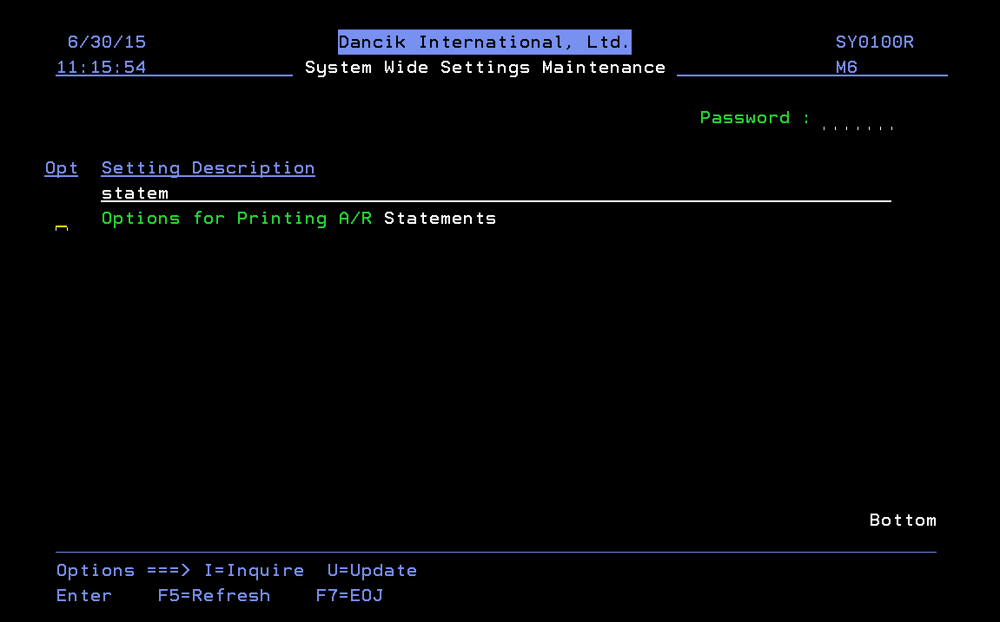 6/30/15 Dancik International, Ltd. SY0100R
11:15:54 System Wide Settings Maintenance M6
Password :
Opt Setting Description
statem
Options for Printing A/R Statements
Bottom
Options ===> I=Inquire U=Update
Enter F5=Refresh F7=EOJ